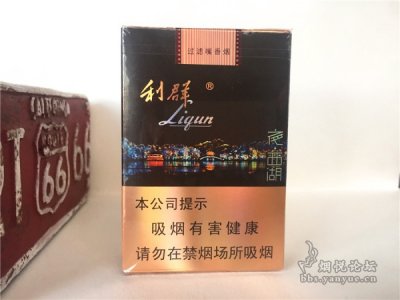 过滤嘴香烟
利群®
Liqun
夜西湖
本公司提示
吸烟有害健康
请勿在禁烟场所吸烟
PT 66
66
烟悦论坛
bbs.yanyue.cn